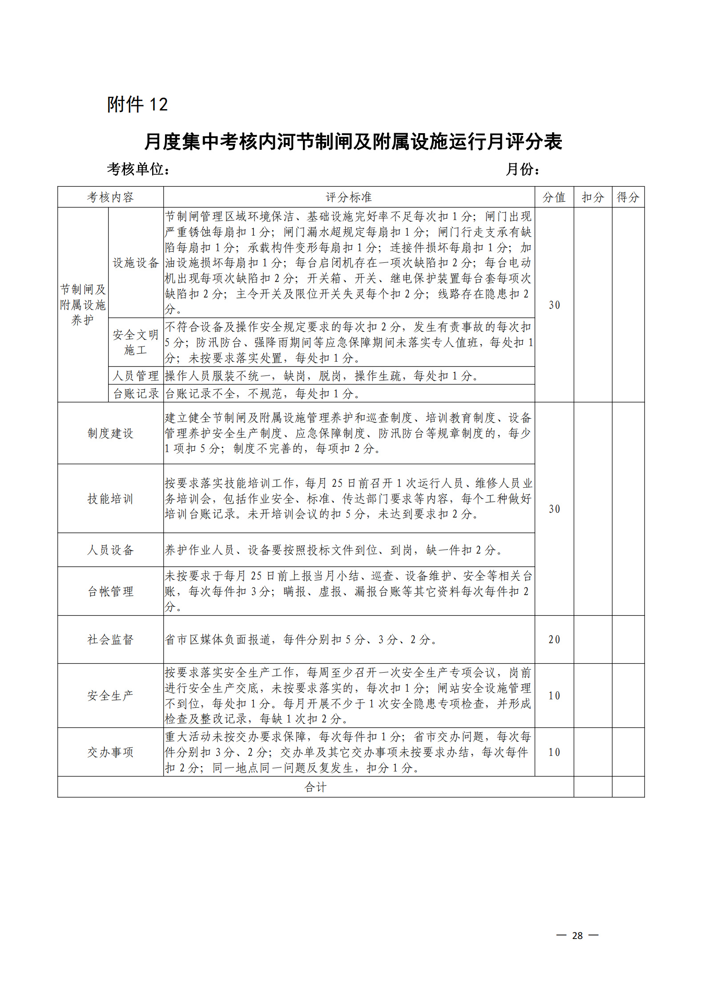 附件 12
月度集中考核内河节制闸及附属设施运行月评分表
考核单位： 月份：
考核内容 评分标准 分值 扣分 得分
节制闸及
附属设施
养护
设施设备
节制闸管理区域环境保洁、基础设施完好率不足每次扣 1 分；闸门出现
严重锈蚀每扇扣 1 分；闸门漏水超规定每扇扣 1 分；闸门行走支承有缺
陷每扇扣 1 分；承载构件变形每扇扣 1 分；连接件损坏每扇扣 1 分；加
油设施损坏每扇扣 1 分；每台启闭机存在一项次缺陷扣 2 分；每台电动
机出现每项次缺陷扣 2 分；开关箱、开关、继电保护装置每台套每项次
缺陷扣 2 分；主令开关及限位开关失灵每个扣 2 分；线路存在隐患扣 2
分。
30
安全文明
施工
不符合设备及操作安全规定要求的每次扣 2 分，发生有责事故的每次扣
5 分；防汛防台、强降雨期间等应急保障期间未落实专人值班，每处扣 1
分；未按要求落实处置，每处扣 1 分。
人员管理 操作人员服装不统一，缺岗，脱岗，操作生疏，每处扣 1 分。
台账记录 台账记录不全，不规范，每处扣 1 分。
制度建设
建立健全节制闸及附属设施管理养护和巡查制度、培训教育制度、设备
管理养护安全生产制度、应急保障制度、防汛防台等规章制度的，每少
1 项扣 5 分；制度不完善的，每项扣 2 分。
30
技能培训
按要求落实技能培训工作，每月 25 日前召开 1 次运行人员、维修人员业
务培训会，包括作业安全、标准、传达部门要求等内容，每个工种做好
培训台账记录。未开培训会议的扣 5 分，未达到要求扣 2 分。
人员设备 养护作业人员、设备要按照投标文件到位、到岗，缺一件扣 2 分。
台帐管理
未按要求于每月 25 日前上报当月小结、巡查、设备维护、安全等相关台
账，每次每件扣 3 分；瞒报、虚报、漏报台账等其它资料每次每件扣 2
分。
社会监督 省市区媒体负面报道，每件分别扣 5 分、3 分、2 分。 20
安全生产
按要求落实安全生产工作，每周至少召开一次安全生产专项会议，岗前
进行安全生产交底，未按要求落实的，每次扣 1 分；闸站安全设施管理
不到位，每处扣 1 分。每月开展不少于 1 次安全隐患专项检查，并形成
检查及整改记录，每缺 1 次扣 2 分。
10
交办事项
重大活动未按交办要求保障，每次每件扣 1 分；省市交办问题，每次每
件分别扣 3 分、2 分；交办单及其它交办事项未按要求办结，每次每件
扣 2 分；同一地点同一问题反复发生，扣分 1 分。
10
合计
— 28 —